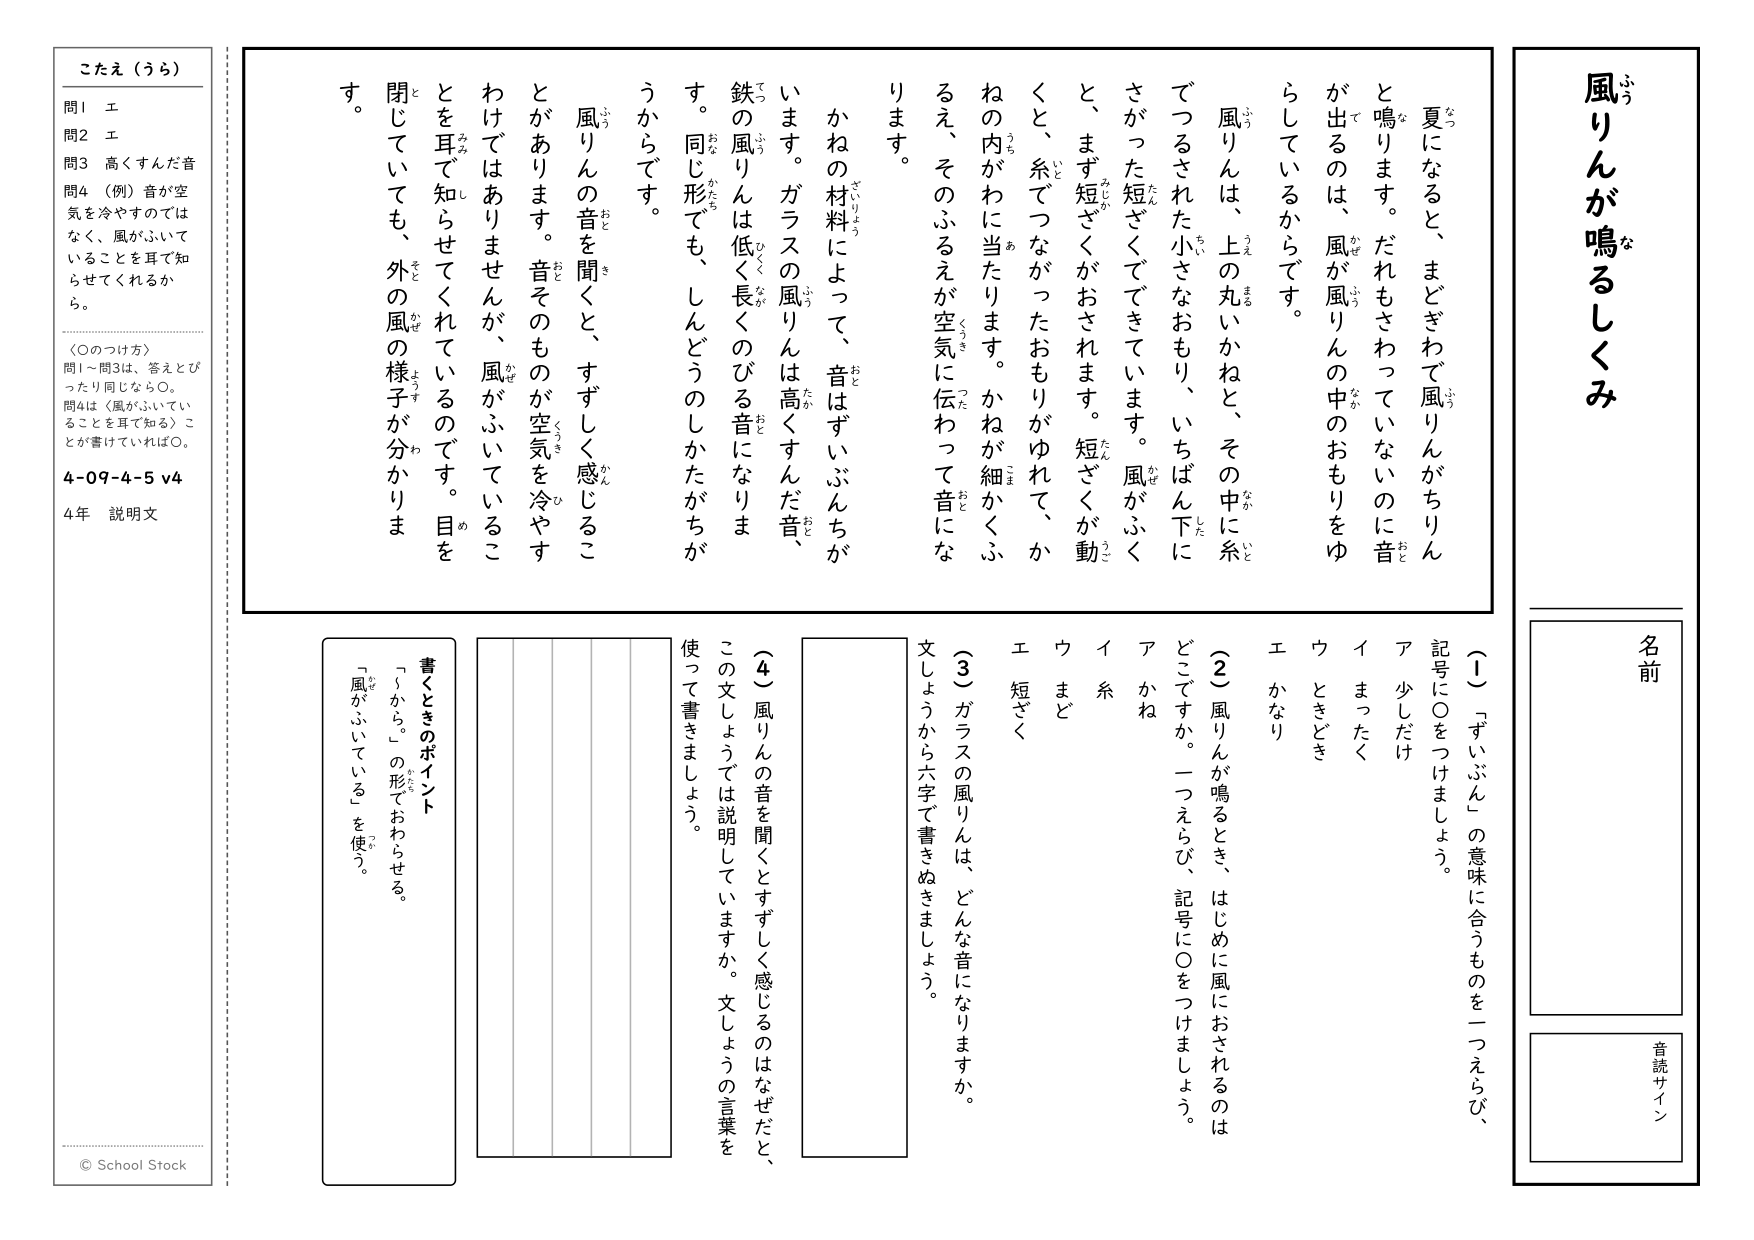 風りんが鳴るしくみ
ふう
な
名前
音読サイン
夏になると、まどぎわで風りんがちりん
と鳴ります。だれもさわっていないのに音
が出るのは、風が風りんの中のおもりをゆ
らしているからです。
風りんは、上の丸いかねと、その中に糸
でつるされた小さなおもり、いちばん下に
さがった短ざくでできています。風がふく
と、まず短ざくがおされます。短ざくが動
くと、糸でつながったおもりがゆれて、か
ねの内がわに当たります。かねが細かくふ
るえ、そのふるえが空気に伝わって音にな
ります。
かねの材料によって、音はずいぶんちが
います。ガラスの風りんは高くすんだ音、
鉄の風りんは低く長くのびる音になりま
す。同じ形でも、しんどうのしかたがちが
うからです。
風りんの音を聞くと、すずしく感じるこ
とがあります。音そのものが空気を冷やす
わけではありませんが、風がふいているこ
とを耳で知らせてくれているのです。目を
閉じていても、外の風の様子が分かりま
す。
(1)「ずいぶん」の意味に合うものを一つえらび、
記号に〇をつけましょう。
ア 少しだけ
イ まったく
ウ ときどき
エ かなり
(2)風りんが鳴るとき、はじめに風におされるのは
どこですか。一つえらび、記号に〇をつけましょう。
ア かね
イ 糸
ウ まど
エ 短ざく
(3)ガラスの風りんは、どんな音になりますか。
文しょうから六字で書きぬきましょう。
(4)風りんの音を聞くとすずしく感じるのはなぜだと、
この文しょうでは説明していますか。文しょうの言葉を
使って書きましょう。
書くときのポイント
「〜から。」の形でおわらせる。
「風がふいている」を使う。
こたえ（うら）
問1 エ
問2 エ
問3 高くすんだ音
問4 （例）音が空
気を冷やすのでは
なく、風がふいて
いることを耳で知
らせてくれるか
ら。
〈〇のつけ方〉
問1〜問3は、答えとぴ
ったり同じなら〇。
問4は〈風がふいてい
ることを耳で知る〉こ
とが書けていれば〇。
4-09-4-5 v4
4年 説明文
© School Stock